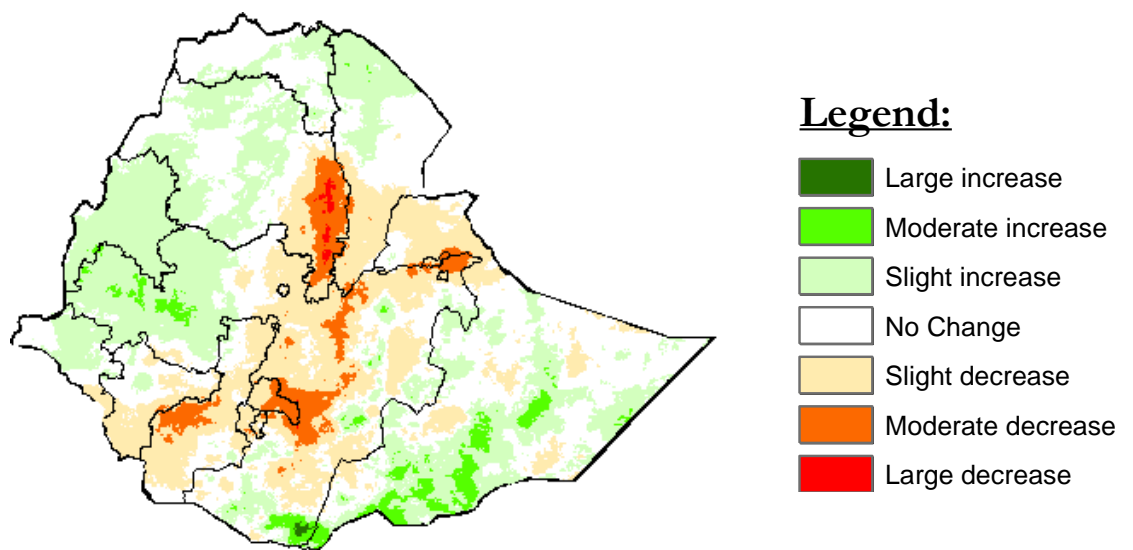 Legend:
Large increase
Moderate increase
Slight increase
No Change
Slight decrease
Moderate decrease
Large decrease